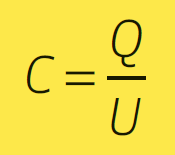 C = Q / U